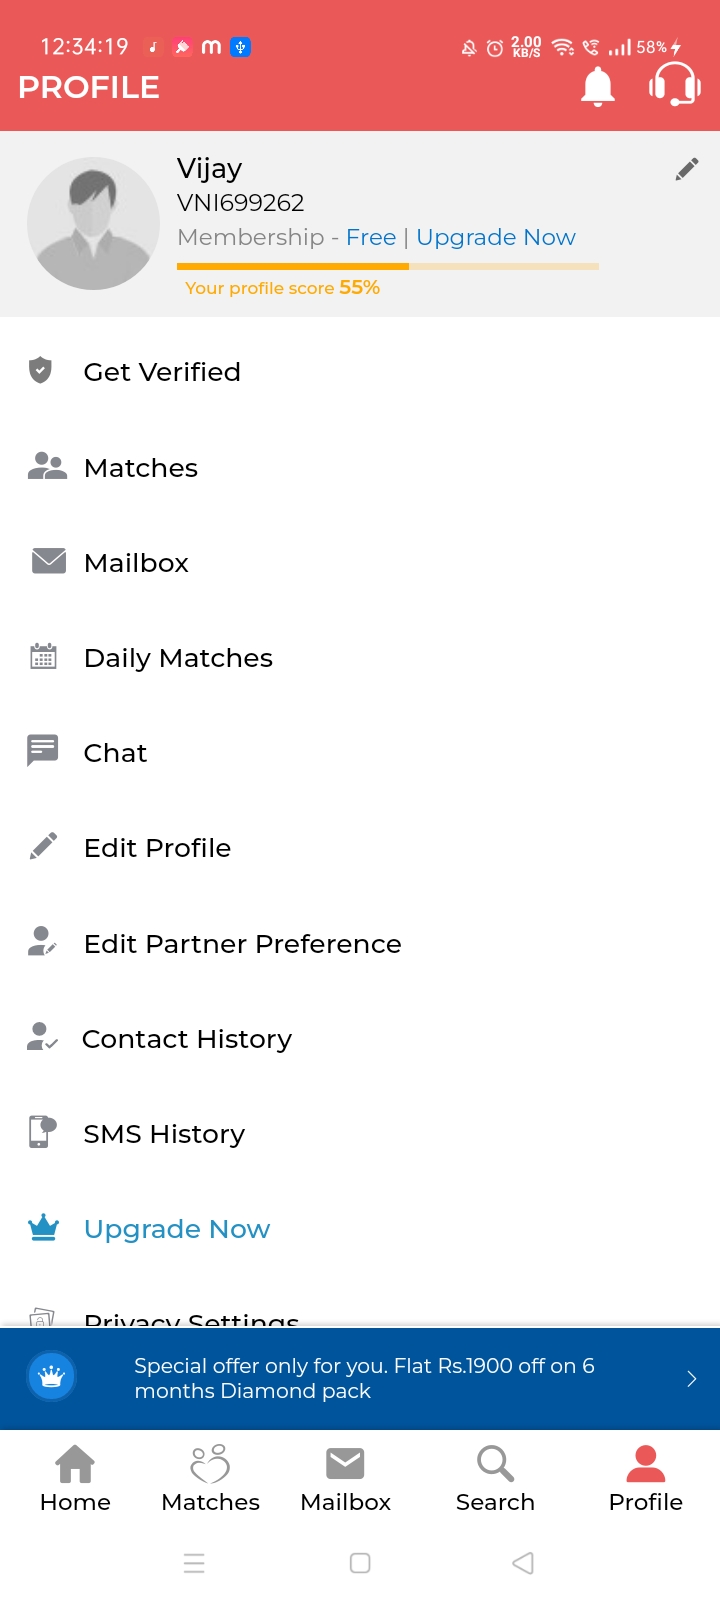 12:34:19
2.00
KB/S
58%
PROFILE
Vijay
VNI699262
Membership - Free | Upgrade Now
Your profile score 55%
Get Verified
Matches
Mailbox
Daily Matches
Chat
Edit Profile
Edit Partner Preference
Contact History
SMS History
Upgrade Now
Privacy Settings
Special offer only for you. Flat Rs.1900 off on 6
months Diamond pack
Home
Matches
Mailbox
Search
Profile